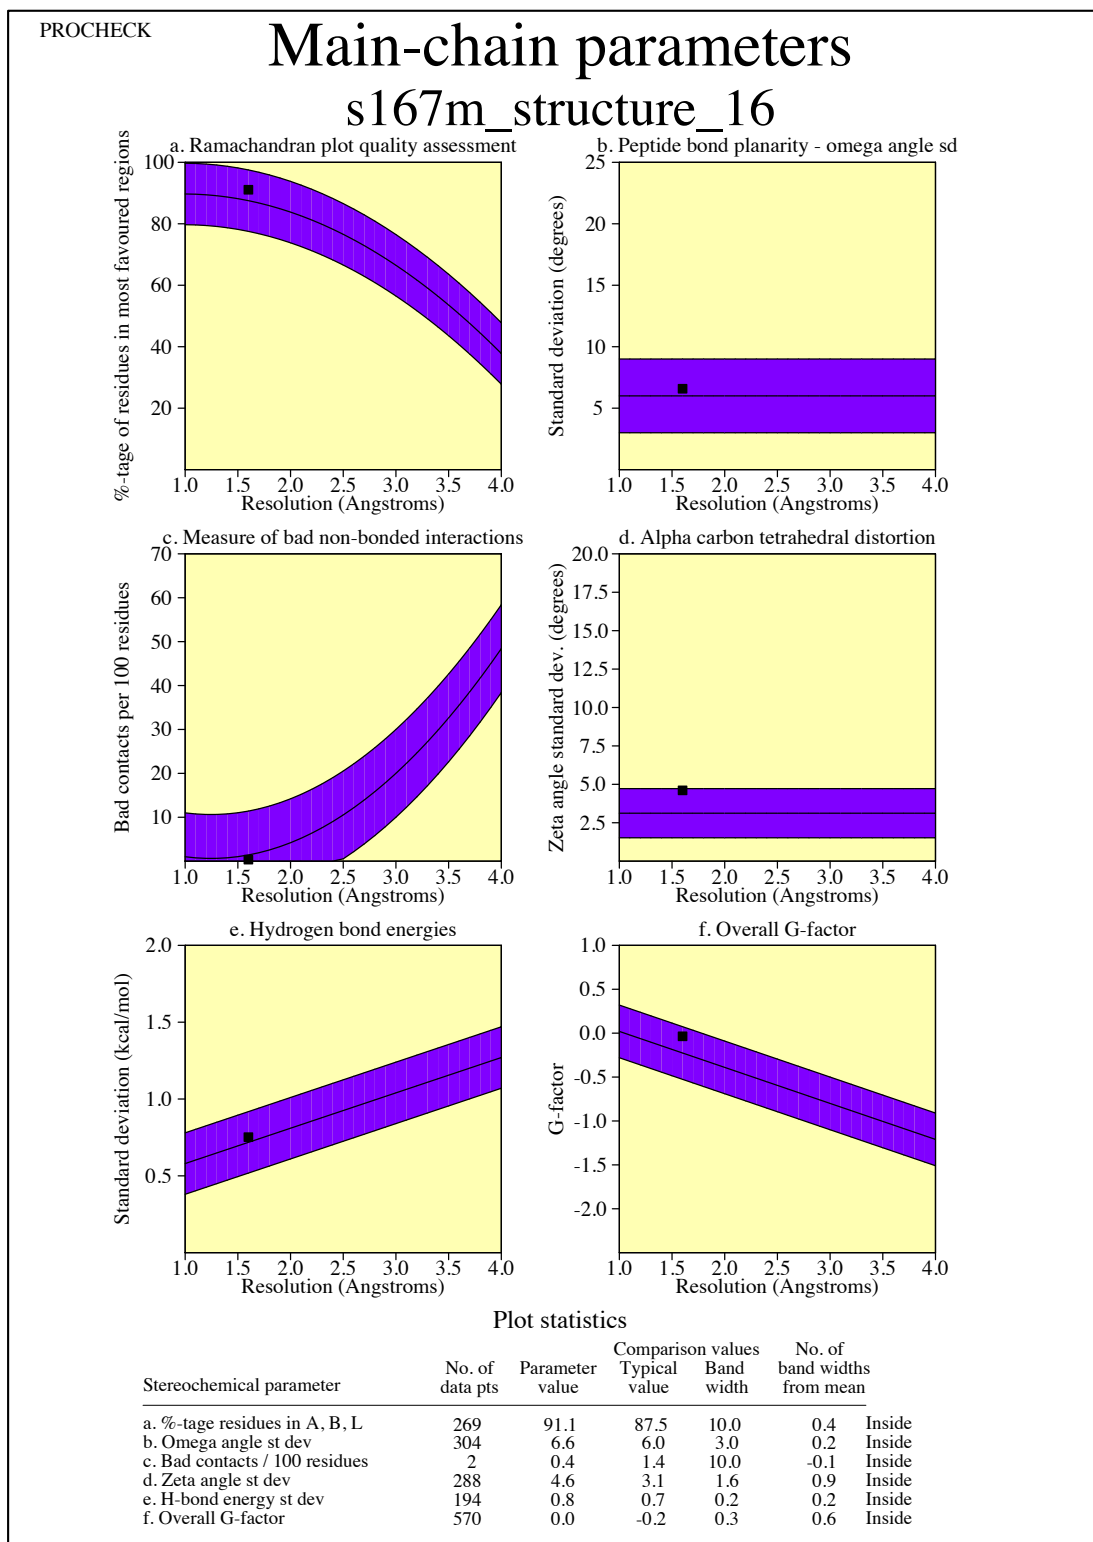 PROCHECK
Main-chain parameters
s167m_structure_16
a. Ramachandran plot quality assessment
%-tage of residues in most favoured regions
100
80
60
40
20
1.0 1.5 2.0 2.5 3.0 3.5 4.0
Resolution (Angstroms)
b. Peptide bond planarity - omega angle sd
Standard deviation (degrees)
25
20
15
10
5
1.0 1.5 2.0 2.5 3.0 3.5 4.0
Resolution (Angstroms)
c. Measure of bad non-bonded interactions
Bad contacts per 100 residues
70
60
50
40
30
20
10
1.0 1.5 2.0 2.5 3.0 3.5 4.0
Resolution (Angstroms)
d. Alpha carbon tetrahedral distortion
Zeta angle standard dev. (degrees)
20.0
17.5
15.0
12.5
10.0
7.5
5.0
2.5
1.0 1.5 2.0 2.5 3.0 3.5 4.0
Resolution (Angstroms)
e. Hydrogen bond energies
Standard deviation (kcal/mol)
2.0
1.5
1.0
0.5
1.0 1.5 2.0 2.5 3.0 3.5 4.0
Resolution (Angstroms)
f. Overall G-factor
G-factor
1.0
0.5
0.0
-0.5
-1.0
-1.5
-2.0
1.0 1.5 2.0 2.5 3.0 3.5 4.0
Resolution (Angstroms)
Plot statistics
Comparison values No. of
No. of Parameter Typical Band band widths
Stereochemical parameter data pts value value width from mean
a. %-tage residues in A, B, L 269 91.1 87.5 10.0 0.4 Inside
b. Omega angle st dev 304 6.6 6.0 3.0 0.2 Inside
c. Bad contacts / 100 residues 2 0.4 1.4 10.0 -0.1 Inside
d. Zeta angle st dev 288 4.6 3.1 1.6 0.9 Inside
e. H-bond energy st dev 194 0.8 0.7 0.2 0.2 Inside
f. Overall G-factor 570 0.0 -0.2 0.3 0.6 Inside